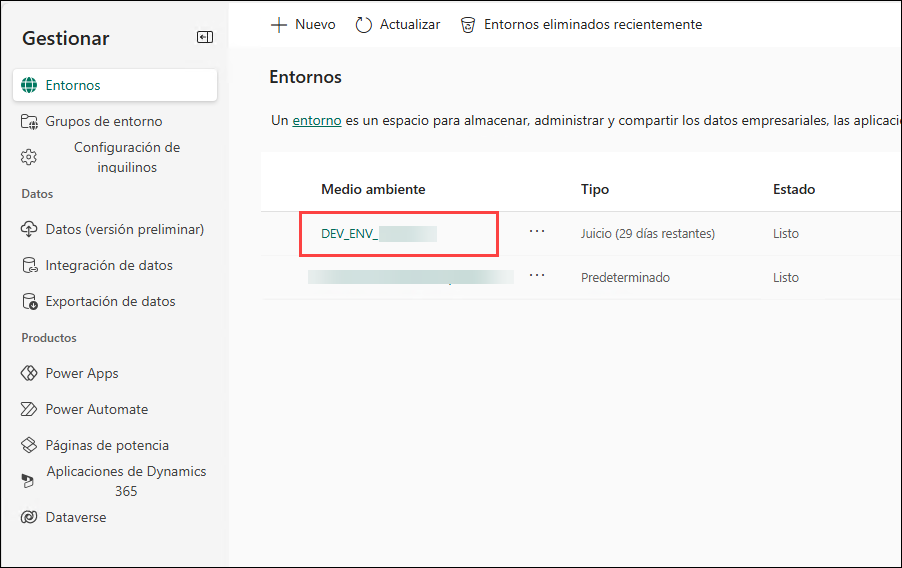 Gestionar
Entornos
Grupos de entorno
Configuración de
inquilinos
Datos
Datos (versión preliminar)
Integración de datos
Exportación de datos
Productos
Power Apps
Power Automate
Páginas de potencia
Aplicaciones de Dynamics
365
Dataverse
Nuevo Actualizar Entornos eliminados recientemente
Entornos
Un entorno es un espacio para almacenar, administrar y compartir los datos empresariales, las aplicacio
Medio ambiente Tipo Estado
DEV_ENV_ ... Juicio (29 días restantes) Listo
... Predeterminado Listo